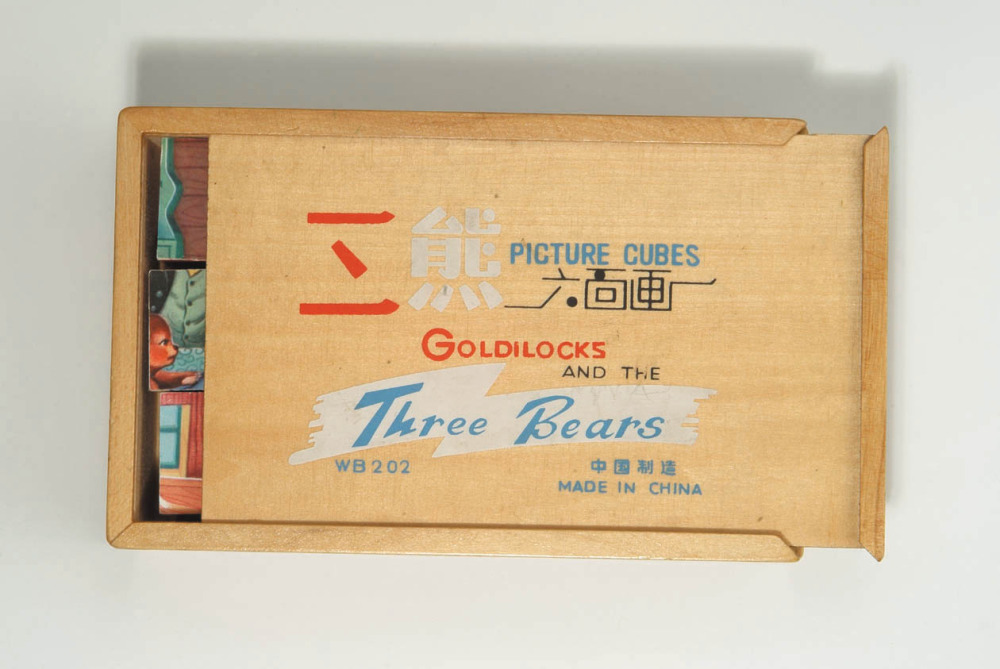 三熊
PICTURE CUBES
六面画
GOLDILOCKS
AND THE
Three Bears
WB202
中国制造
MADE IN CHINA